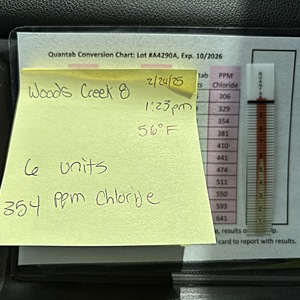 Quantab Conversion Chart: Lot #A4290A, Exp. 10/2026
Woods Creek 8
2/24/25
1:23pm
56°F
6 units
354 ppm Chloride
PPM
Chloride
306
329
354
381
410
441
474
511
550
593
641
QUANTAB
results
card to report with results.